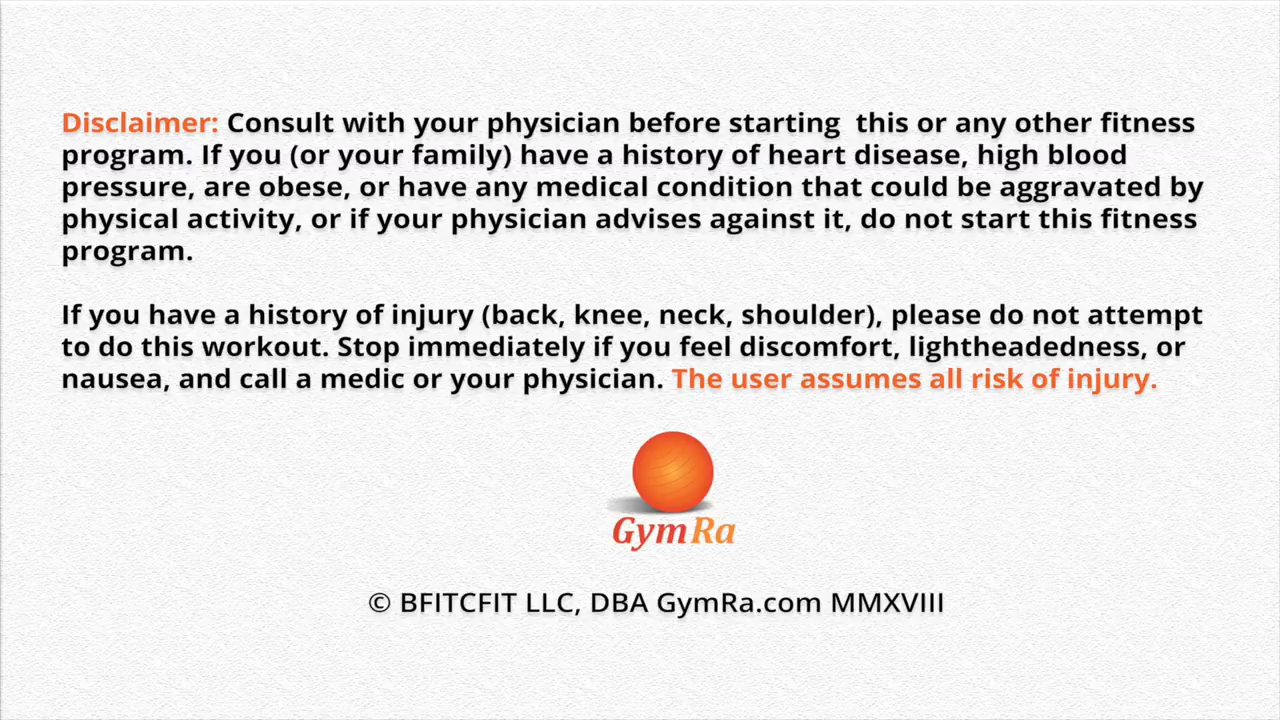 Disclaimer: Consult with your physician before starting  this or any other fitness
program. If you (or your family) have a history of heart disease, high blood
pressure, are obese, or have any medical condition that could be aggravated by
physical activity, or if your physician advises against it, do not start this fitness
program.
If you have a history of injury (back, knee, neck, shoulder), please do not attempt
to do this workout. Stop immediately if you feel discomfort, lightheadedness, or
nausea, and call a medic or your physician. The user assumes all risk of injury.
GymRa
© BFITCFIT LLC, DBA GymRa.com MMXVIII